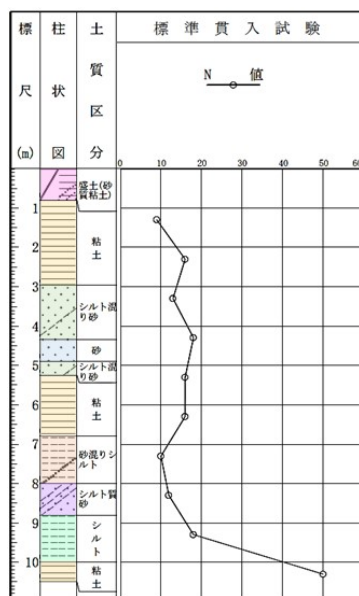 標尺(m)
柱状図
土質区分
標準貫入試験
N 値
0 10 20 30 40 50 60
盛土(砂
質粘土)
1
粘土
2
3
シルト混
り砂
4
砂
5
シルト混
り砂
6
粘土
7
砂混りシ
ルト
8
シルト質
砂
9
シルト
10
粘土